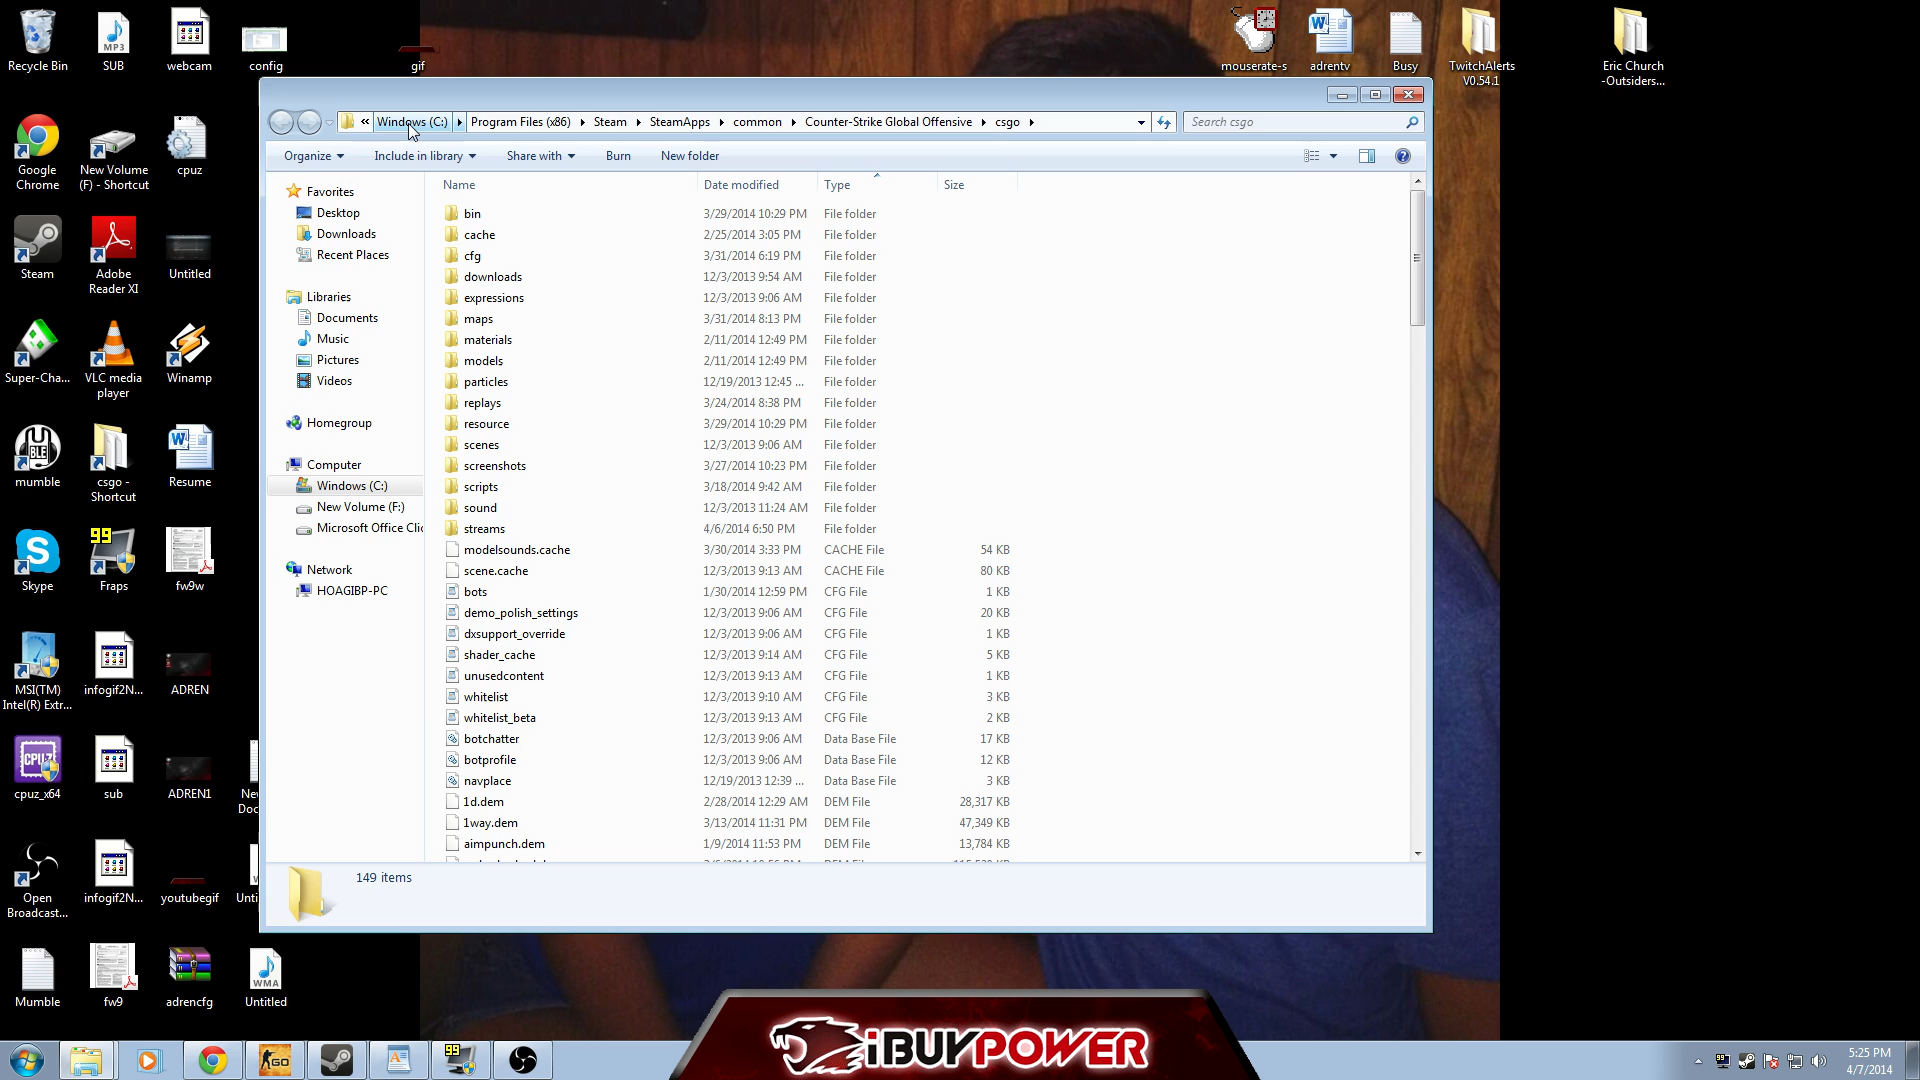 Recycle Bin
SUB
webcam
config
gif
mouserate-s
adrentv
Busy
TwitchAlerts
V0.54.1
Eric Church
-Outsiders...
Google
Chrome
New Volume
(F) - Shortcut
cpuz
Steam
Adobe
Reader XI
Untitled
Super-Cha...
VLC media
player
Winamp
mumble
csgo -
Shortcut
Resume
Skype
99
Fraps
fw9w
MSI(TM)
Intel(R) Extr...
infogif2N...
ADREN
cpuz_x64
sub
ADREN1
Open
Broadcast...
infogif2N...
youtubegif
Mumble
fw9
adrencfg
Untitled
« Windows (C:) Program Files (x86) Steam SteamApps common Counter-Strike Global Offensive csgo
Search csgo
Organize Include in library Share with Burn New folder
Favorites
Desktop
Downloads
Recent Places
Libraries
Documents
Music
Pictures
Videos
Homegroup
Computer
Windows (C:)
New Volume (F:)
Microsoft Office Clic
Network
HOAGIBP-PC
Name Date modified Type Size
bin 3/29/2014 10:29 PM File folder
cache 2/25/2014 3:05 PM File folder
cfg 3/31/2014 6:19 PM File folder
downloads 12/3/2013 9:54 AM File folder
expressions 12/3/2013 9:06 AM File folder
maps 3/31/2014 8:13 PM File folder
materials 2/11/2014 12:49 PM File folder
models 2/11/2014 12:49 PM File folder
particles 12/19/2013 12:45 ... File folder
replays 3/24/2014 8:38 PM File folder
resource 3/29/2014 10:29 PM File folder
scenes 12/3/2013 9:06 AM File folder
screenshots 3/27/2014 10:23 PM File folder
scripts 3/18/2014 9:42 AM File folder
sound 12/3/2013 11:24 AM File folder
streams 4/6/2014 6:50 PM File folder
modelsounds.cache 3/30/2014 3:33 PM CACHE File 54 KB
scene.cache 12/3/2013 9:13 AM CACHE File 80 KB
bots 1/30/2014 12:59 PM CFG File 1 KB
demo_polish_settings 12/3/2013 9:06 AM CFG File 20 KB
dxsupport_override 12/3/2013 9:06 AM CFG File 1 KB
shader_cache 12/3/2013 9:14 AM CFG File 5 KB
unusedcontent 12/3/2013 9:13 AM CFG File 1 KB
whitelist 12/3/2013 9:10 AM CFG File 3 KB
whitelist_beta 12/3/2013 9:13 AM CFG File 2 KB
botchatter 12/3/2013 9:06 AM Data Base File 17 KB
botprofile 12/3/2013 9:06 AM Data Base File 12 KB
navplace 12/19/2013 12:39 ... Data Base File 3 KB
1d.dem 2/28/2014 12:29 AM DEM File 28,317 KB
1way.dem 3/13/2014 11:31 PM DEM File 47,349 KB
aimpunch.dem 1/9/2014 11:53 PM DEM File 13,784 KB
149 items
iBUYPOWER
5:25 PM
4/7/2014